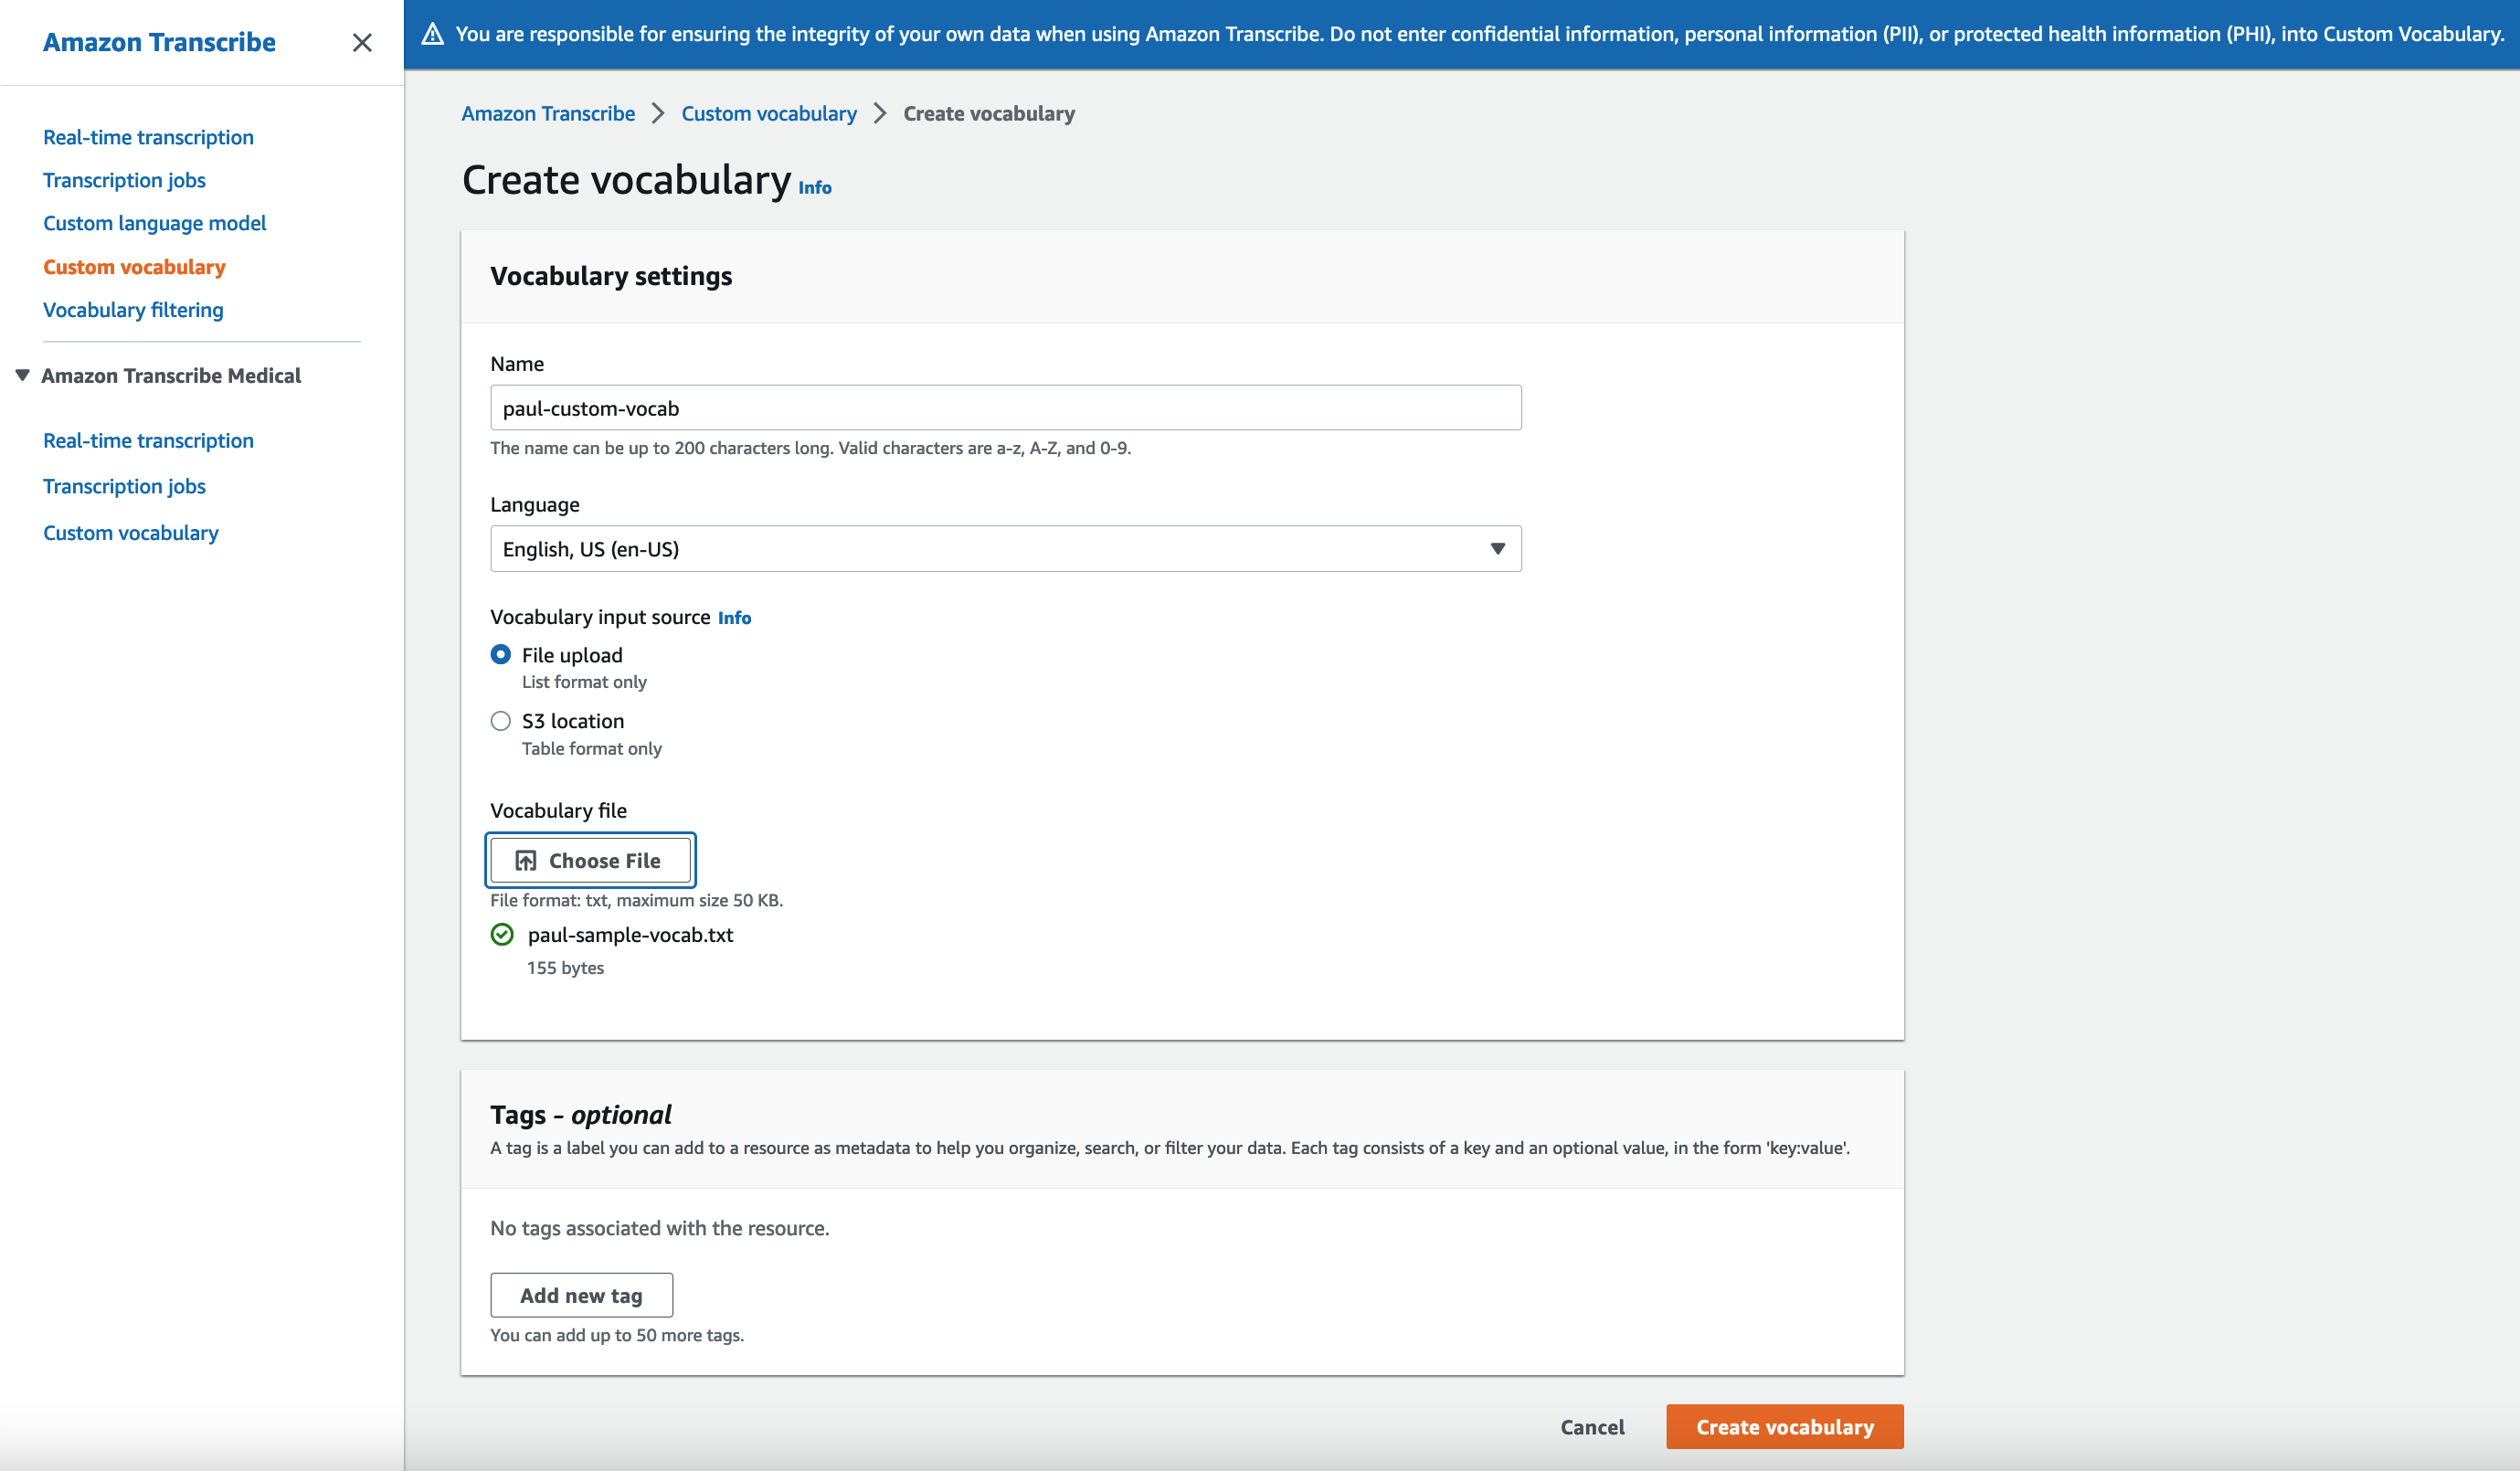 Amazon Transcribe
Real-time transcription
Transcription jobs
Custom language model
Custom vocabulary
Vocabulary filtering
Amazon Transcribe Medical
Real-time transcription
Transcription jobs
Custom vocabulary
You are responsible for ensuring the integrity of your own data when using Amazon Transcribe. Do not enter confidential information, personal information (PII), or protected health information (PHI), into Custom Vocabulary.
Amazon Transcribe > Custom vocabulary > Create vocabulary
Create vocabulary Info
Vocabulary settings
Name
paul-custom-vocab
The name can be up to 200 characters long. Valid characters are a-z, A-Z, and 0-9.
Language
English, US (en-US)
Vocabulary input source Info
File upload
List format only
S3 location
Table format only
Vocabulary file
Choose File
File format: txt, maximum size 50 KB.
paul-sample-vocab.txt
155 bytes
Tags - optional
A tag is a label you can add to a resource as metadata to help you organize, search, or filter your data. Each tag consists of a key and an optional value, in the form 'key:value'.
No tags associated with the resource.
Add new tag
You can add up to 50 more tags.
Cancel
Create vocabulary